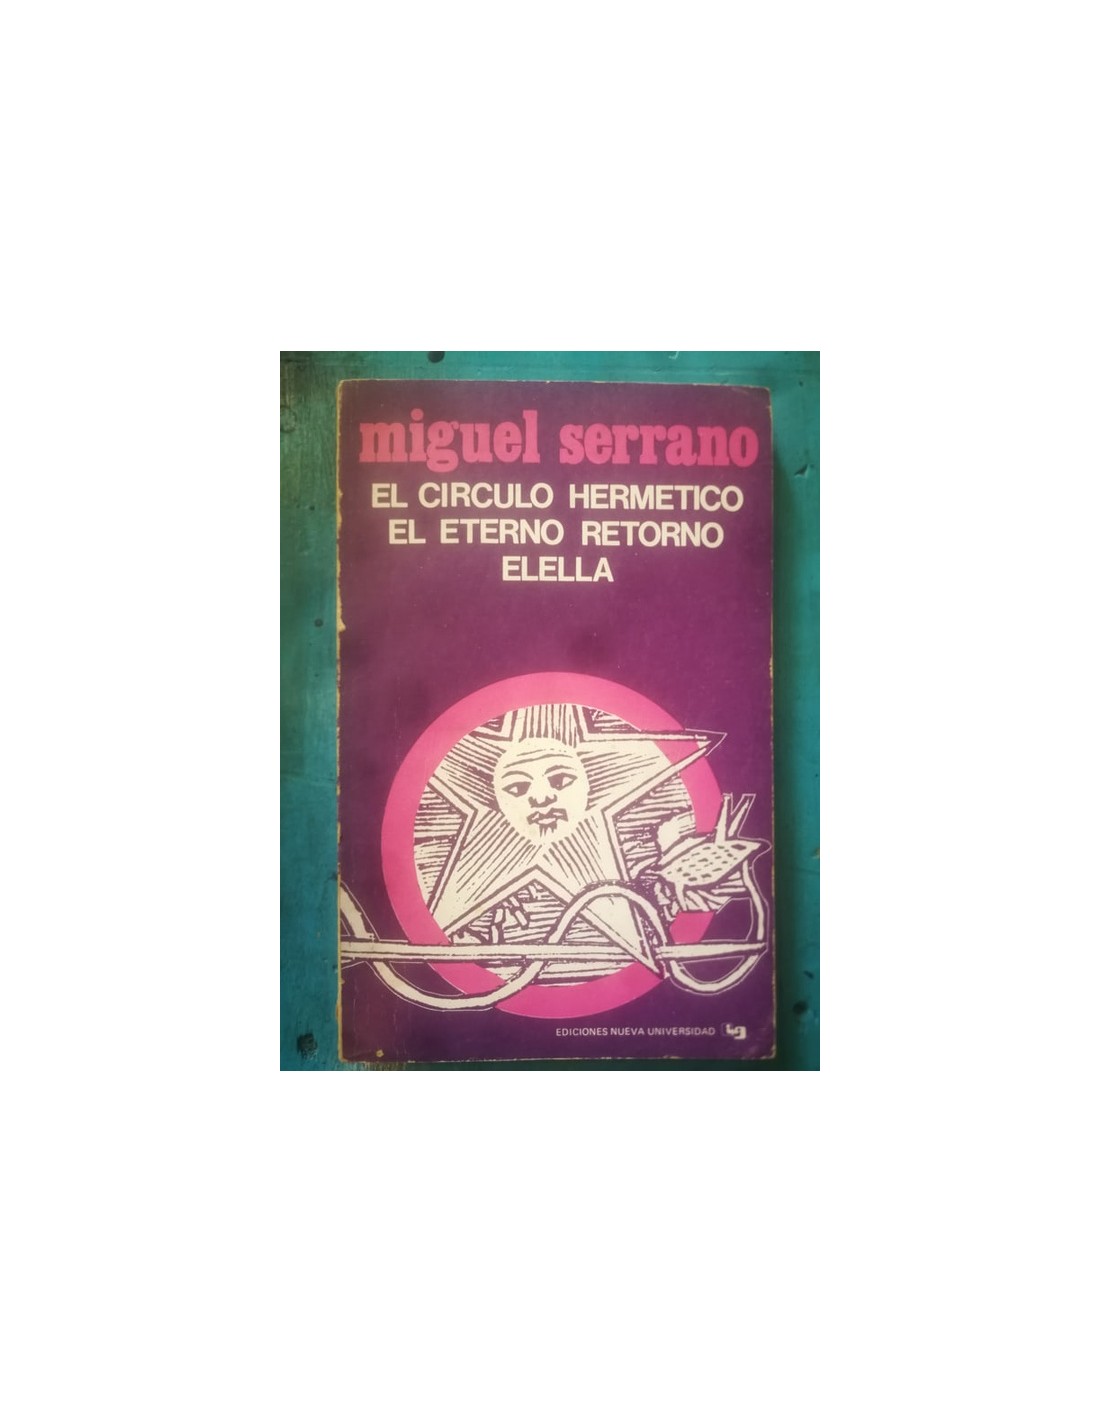 miguel serrano
EL CIRCULO HERMETICO
EL ETERNO RETORNO
ELELLA
EDICIONES NUEVA UNIVERSIDAD